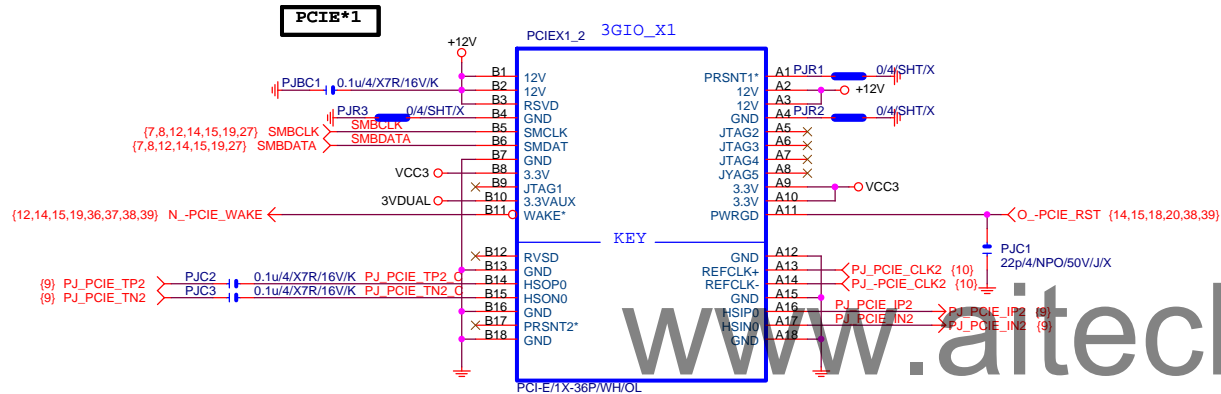 PCIE*1
3GIO_X1
PCIEX1_2
+12V
PJBC1 0.1u/4/X7R/16V/K
B1 12V
B2 12V
B3 RSVD
PJR3 0/4/SHT/X
B4 GND
{7,8,12,14,15,19,27} SMBCLK SMBCLK B5 SMCLK
{7,8,12,14,15,19,27} SMBDATA SMBDATA B6 SMDAT
B7 GND
VCC3 B8 3.3V
B9 JTAG1
3VDUAL B10 3.3VAUX
{12,14,15,19,36,37,38,39} N_-PCIE_WAKE B11 WAKE*
KEY
B12 RVSD
B13 GND
{9} PJ_PCIE_TP2 PJC2 0.1u/4/X7R/16V/K PJ_PCIE_TP2_C B14 HSOP0
{9} PJ_PCIE_TN2 PJC3 0.1u/4/X7R/16V/K PJ_PCIE_TN2_C B15 HSON0
B16 GND
B17 PRSNT2*
B18 GND
PRSNT1* A1 PJR1 0/4/SHT/X
12V A2 +12V
12V A3
GND A4 PJR2 0/4/SHT/X
JTAG2 A5
JTAG3 A6
JTAG4 A7
JYAG5 A8
3.3V A9 VCC3
3.3V A10
PWRGD A11 O_-PCIE_RST {14,15,18,20,38,39}
PJC1
22p/4/NPO/50V/J/X
GND A12
REFCLK+ A13 PJ_PCIE_CLK2 {10}
REFCLK- A14 PJ_-PCIE_CLK2 {10}
GND A15
HSIP0 A16 PJ_PCIE_IP2 PJ_PCIE_IP2 {9}
HSIN0 A17 PJ_PCIE_IN2 PJ_PCIE_IN2 {9}
GND A18
PCI-E/1X-36P/WH/OL
www.aitech